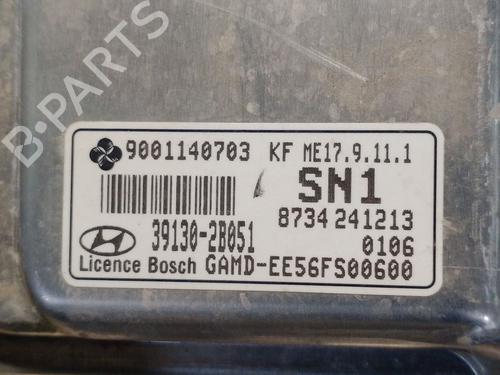 B-PARTS
9001140703 KF ME17.9.11.1
SN1
39130-2B051 8734 241213
0106
Licence Bosch GAMD-EE56FS00600